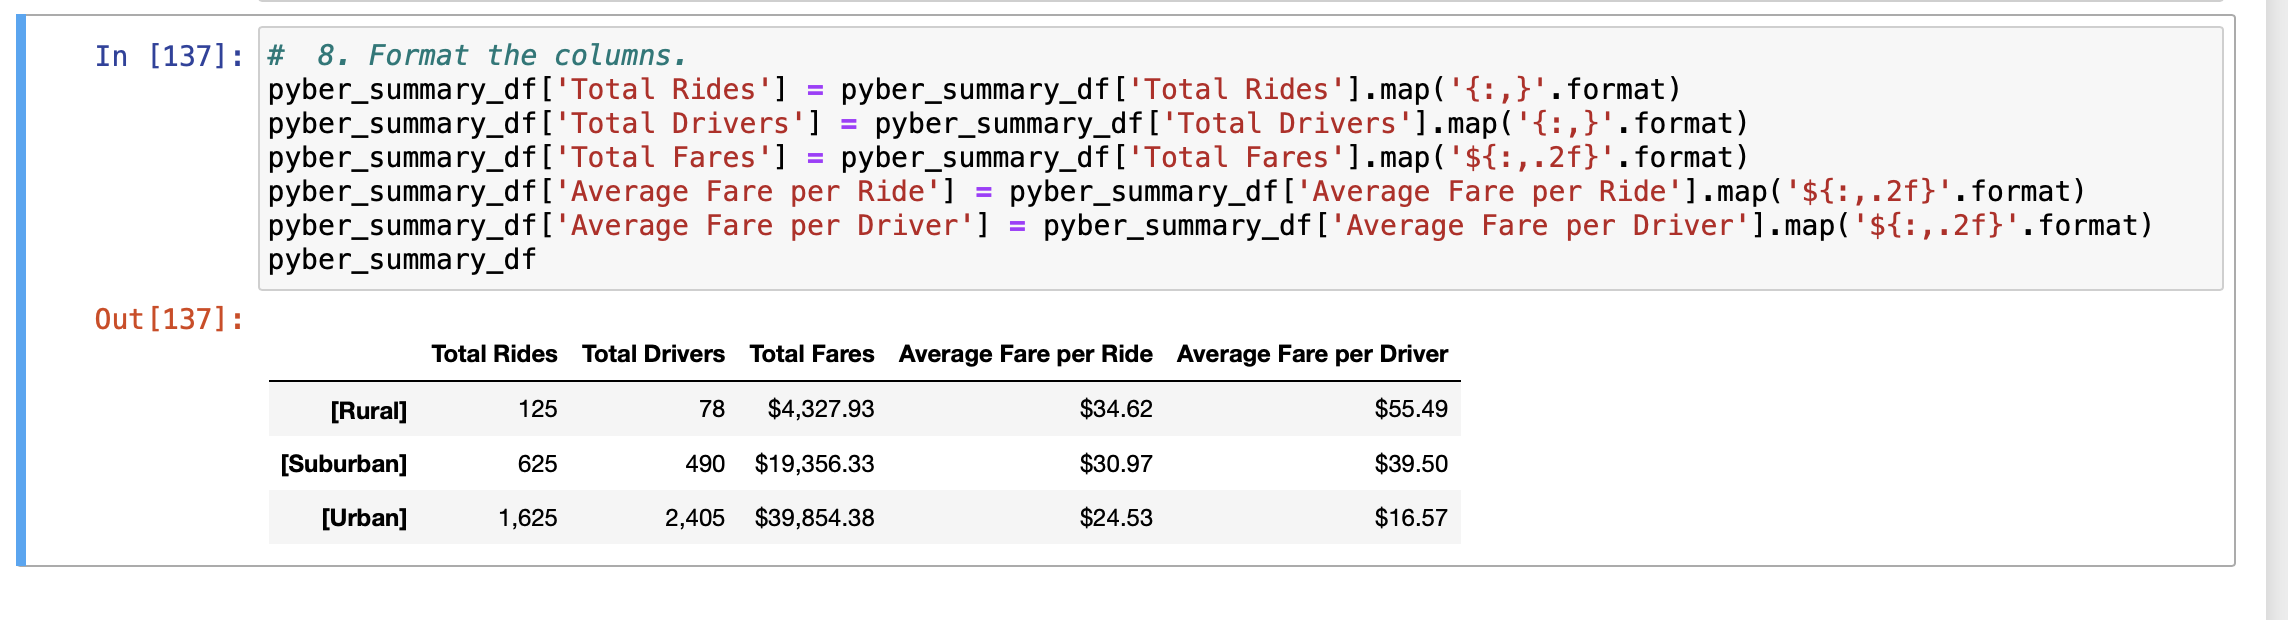 In [137]:
#  8. Format the columns.
pyber_summary_df['Total Rides'] = pyber_summary_df['Total Rides'].map('{:,}'.format)
pyber_summary_df['Total Drivers'] = pyber_summary_df['Total Drivers'].map('{:,}'.format)
pyber_summary_df['Total Fares'] = pyber_summary_df['Total Fares'].map('${:,.2f}'.format)
pyber_summary_df['Average Fare per Ride'] = pyber_summary_df['Average Fare per Ride'].map('${:,.2f}'.format)
pyber_summary_df['Average Fare per Driver'] = pyber_summary_df['Average Fare per Driver'].map('${:,.2f}'.format)
pyber_summary_df
Out[137]:
Total Rides Total Drivers Total Fares Average Fare per Ride Average Fare per Driver
[Rural] 125 78 $4,327.93 $34.62 $55.49
[Suburban] 625 490 $19,356.33 $30.97 $39.50
[Urban] 1,625 2,405 $39,854.38 $24.53 $16.57